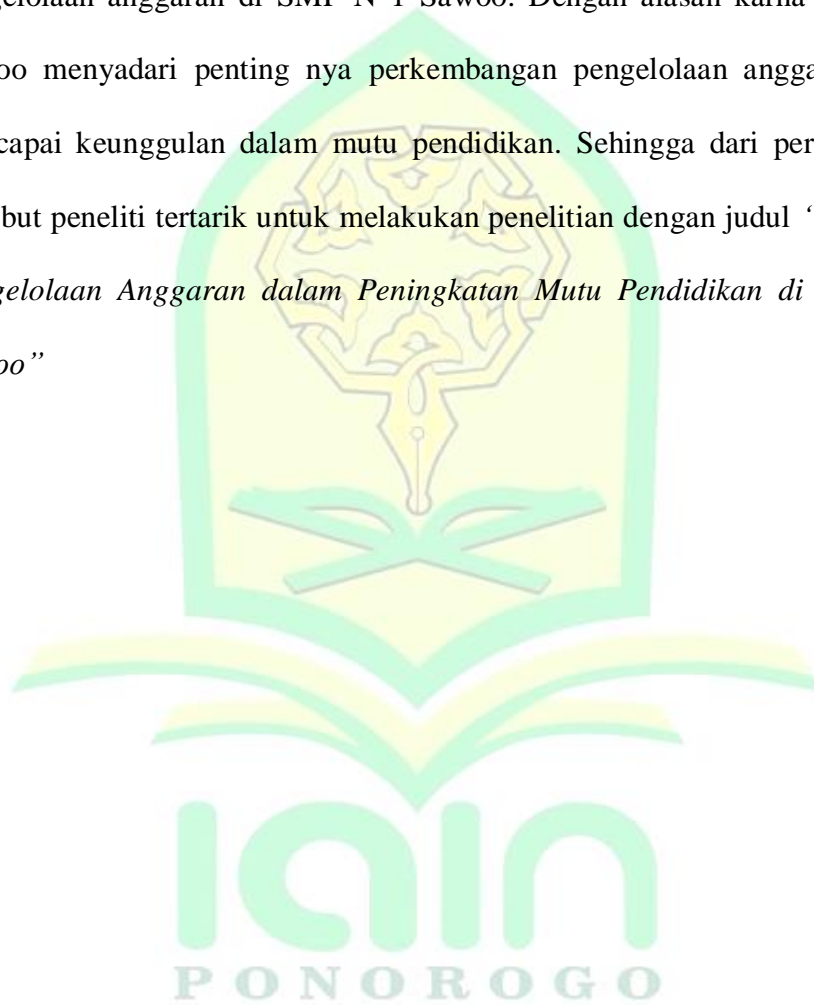 gelolaan anggaran di SMP N 1 Sawoo. Dengan alasan karna
oo menyadari penting nya perkembangan pengelolaan angga
capai keunggulan dalam mutu pendidikan. Sehingga dari per
but peneliti tertarik untuk melakukan penelitian dengan judul “
gelolaan Anggaran dalam Peningkatan Mutu Pendidikan di
oo”
iain
PONOROGO